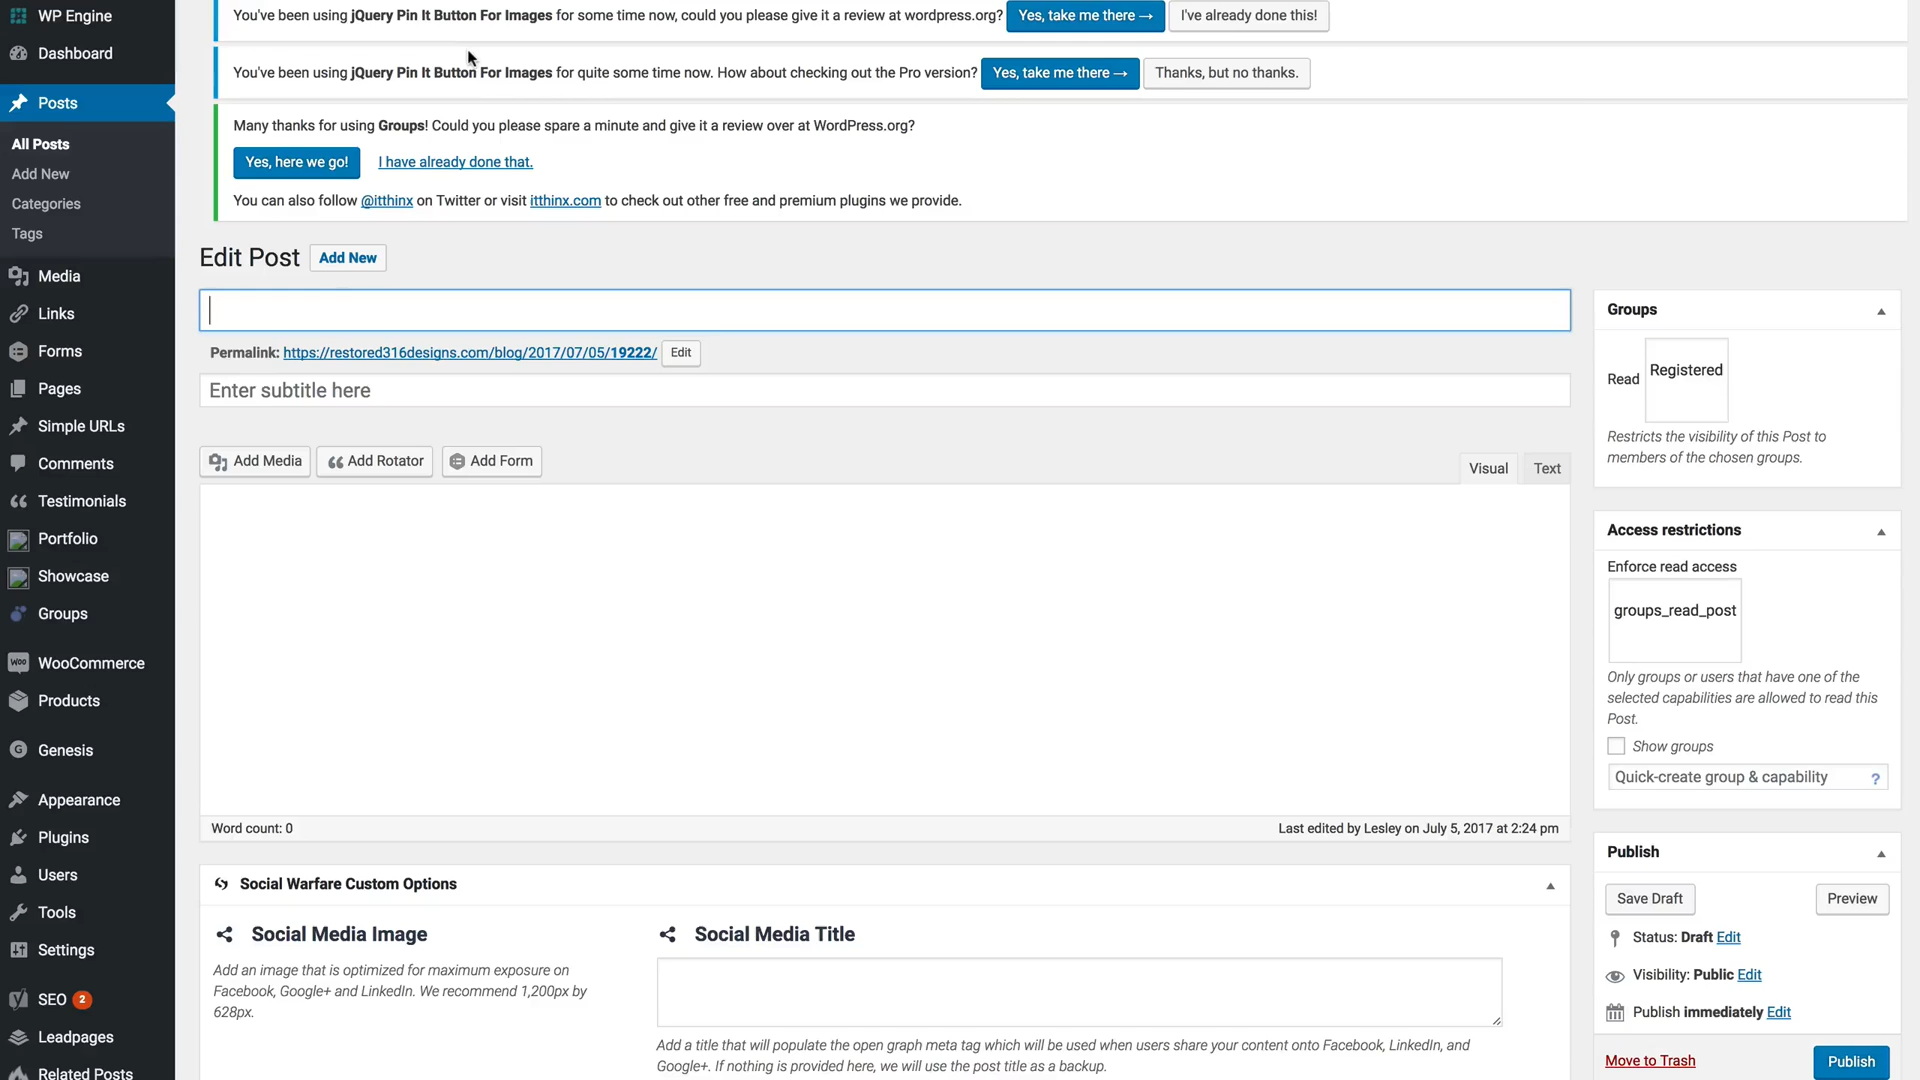 WP Engine
Dashboard
Posts
All Posts
Add New
Categories
Tags
Media
Links
Forms
Pages
Simple URLs
Comments
Testimonials
Portfolio
Showcase
Groups
WooCommerce
Products
Genesis
Appearance
Plugins
Users
Tools
Settings
SEO 2
Leadpages
Related Posts
You've been using jQuery Pin It Button For Images for some time now, could you please give it a review at wordpress.org? Yes, take me there → I've already done this!
You've been using jQuery Pin It Button For Images for quite some time now. How about checking out the Pro version? Yes, take me there → Thanks, but no thanks.
Many thanks for using Groups! Could you please spare a minute and give it a review over at WordPress.org?
Yes, here we go! I have already done that.
You can also follow @itthinx on Twitter or visit itthinx.com to check out other free and premium plugins we provide.
Edit Post Add New
Permalink: https://restored316designs.com/blog/2017/07/05/19222/ Edit
Enter subtitle here
Add Media Add Rotator Add Form
Visual Text
Word count: 0 Last edited by Lesley on July 5, 2017 at 2:24 pm
Social Warfare Custom Options
Social Media Image
Add an image that is optimized for maximum exposure on
Facebook, Google+ and LinkedIn. We recommend 1,200px by
628px.
Social Media Title
Add a title that will populate the open graph meta tag which will be used when users share your content onto Facebook, LinkedIn, and
Google+. If nothing is provided here, we will use the post title as a backup.
Groups
Read Registered
Restricts the visibility of this Post to
members of the chosen groups.
Access restrictions
Enforce read access
groups_read_post
Only groups or users that have one of the
selected capabilities are allowed to read this
Post.
Show groups
Quick-create group & capability ?
Publish
Save Draft Preview
Status: Draft Edit
Visibility: Public Edit
Publish immediately Edit
Move to Trash Publish